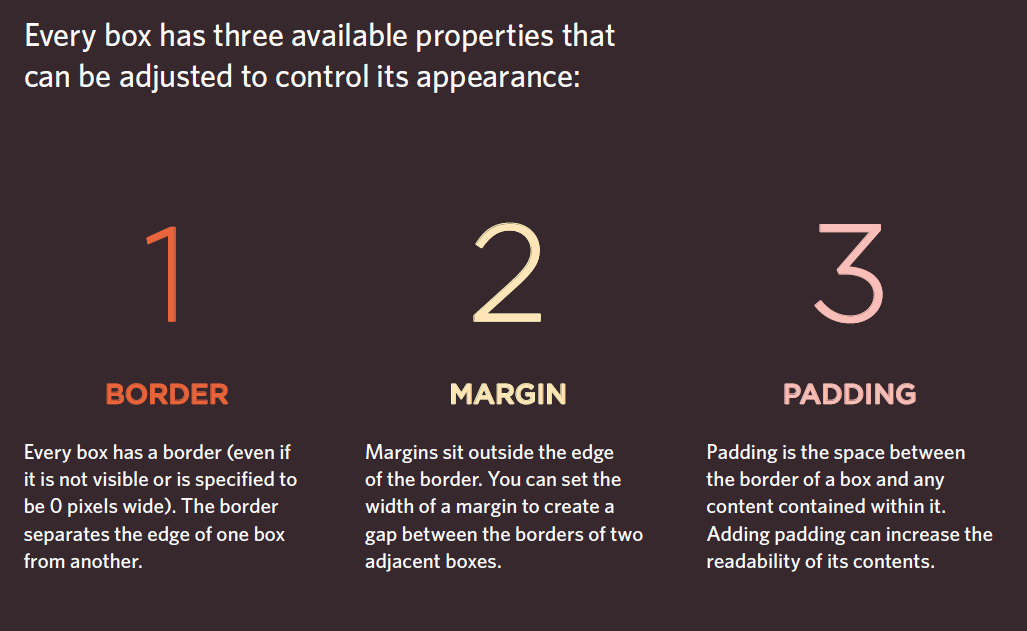 Every box has three available properties that
can be adjusted to control its appearance:
1
BORDER
Every box has a border (even if
it is not visible or is specified to
be 0 pixels wide). The border
separates the edge of one box
from another.
2
MARGIN
Margins sit outside the edge
of the border. You can set the
width of a margin to create a
gap between the borders of two
adjacent boxes.
3
PADDING
Padding is the space between
the border of a box and any
content contained within it.
Adding padding can increase the
readability of its contents.